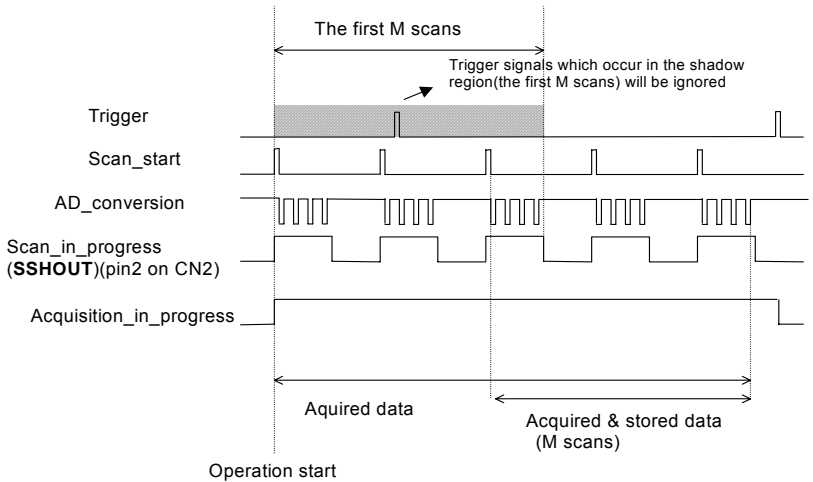 The first M scans
Trigger signals which occur in the shadow
region(the first M scans) will be ignored
Trigger
Scan_start
AD_conversion
Scan_in_progress
(SSHOUT)(pin2 on CN2)
Acquisition_in_progress
Aquired data
Acquired & stored data
(M scans)
Operation start